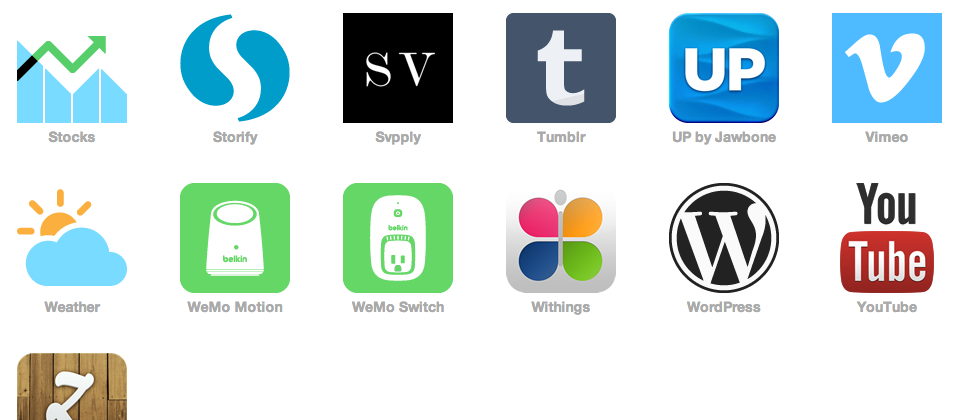 SV
t
UP
v
Stocks
Storify
Svpply
Tumblr
UP by Jawbone
Vimeo
belkin
belkin
W
You
Tube
Weather
WeMo Motion
WeMo Switch
Withings
WordPress
YouTube
Z